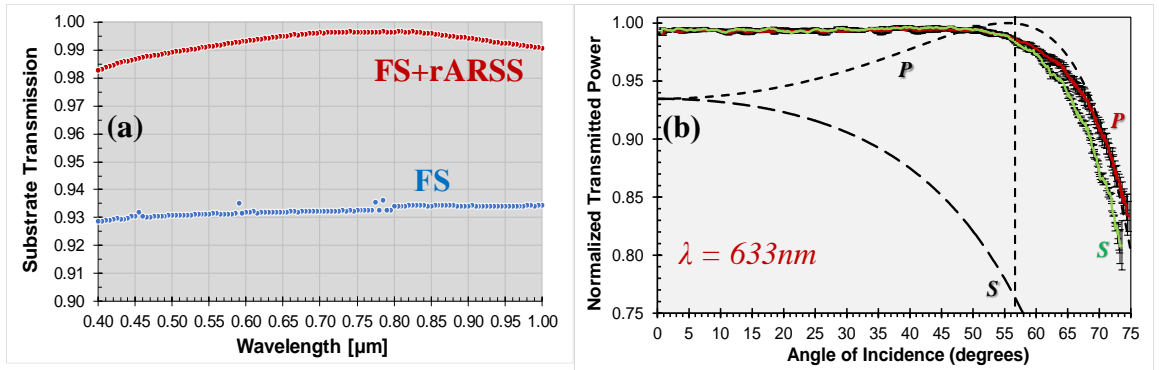 Substrate Transmission
1.00
0.99
0.98
0.97
0.96
0.95
0.94
0.93
0.92
0.91
0.90
(a)
FS+rARSS
FS
0.40 0.45 0.50 0.55 0.60 0.65 0.70 0.75 0.80 0.85 0.90 0.95 1.00
Wavelength [µm]
Normalized Transmitted Power
1.00
0.95
0.90
0.85
0.80
0.75
(b)
P
S
P
S
λ = 633nm
0 5 10 15 20 25 30 35 40 45 50 55 60 65 70 75
Angle of Incidence (degrees)